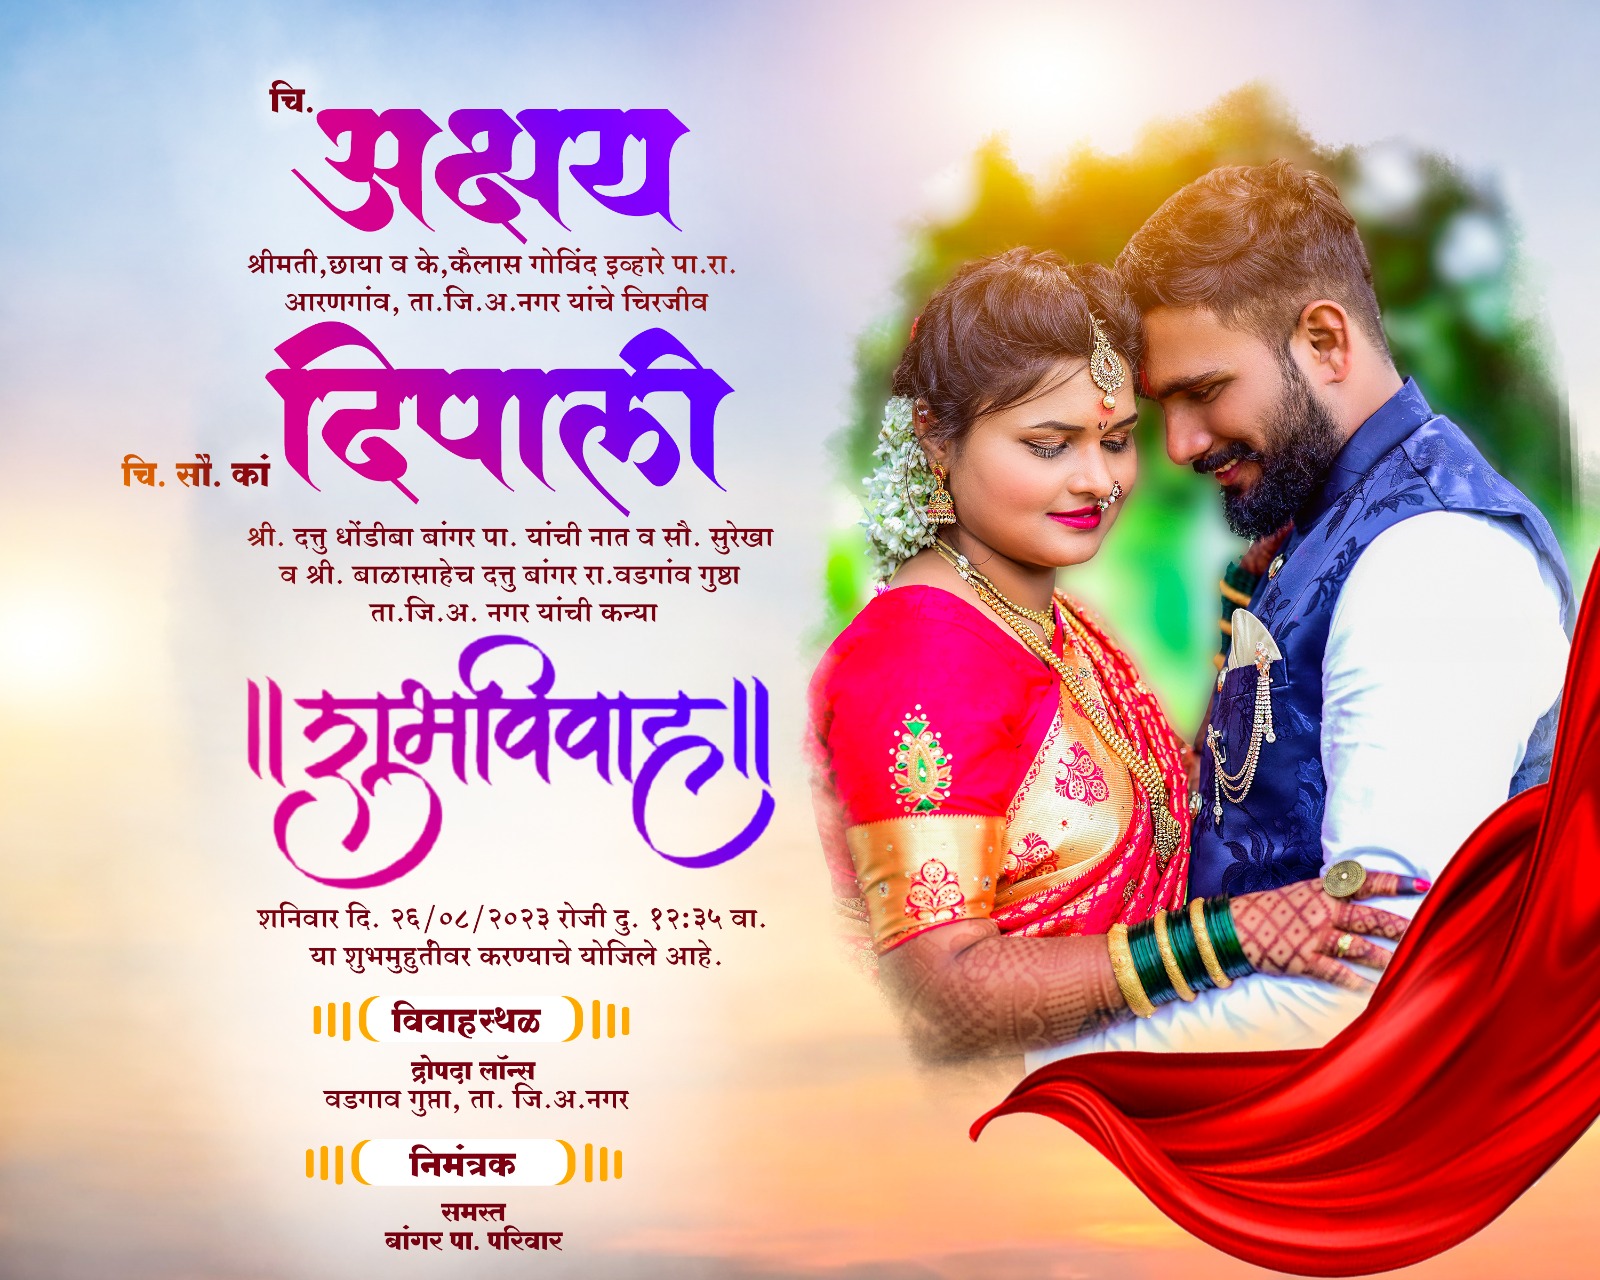 चि.
अक्षय
श्रीमती,छाया व के,कैलास गोविंद इव्हारे पा.रा.
आरणगांव, ता.जि.अ.नगर यांचे चिरजीव
दिपाली
चि. सौ. कां
श्री. दत्तु धोंडीबा बांगर पा. यांची नात व सौ. सुरेखा
व श्री. बाळासाहेच दत्तु बांगर रा.वडगांव गुष्ठा
ता.जि.अ. नगर यांची कन्या
॥शुभविवाह॥
शनिवार दि. २६/०८/२०२३ रोजी दु. १२:३५ वा.
या शुभमुहुर्तीवर करण्याचे योजिले आहे.
विवाहस्थळ
द्रोपदा लॉन्स
वडगाव गुप्ता, ता. जि.अ.नगर
निमंत्रक
समस्त
बांगर पा. परिवार